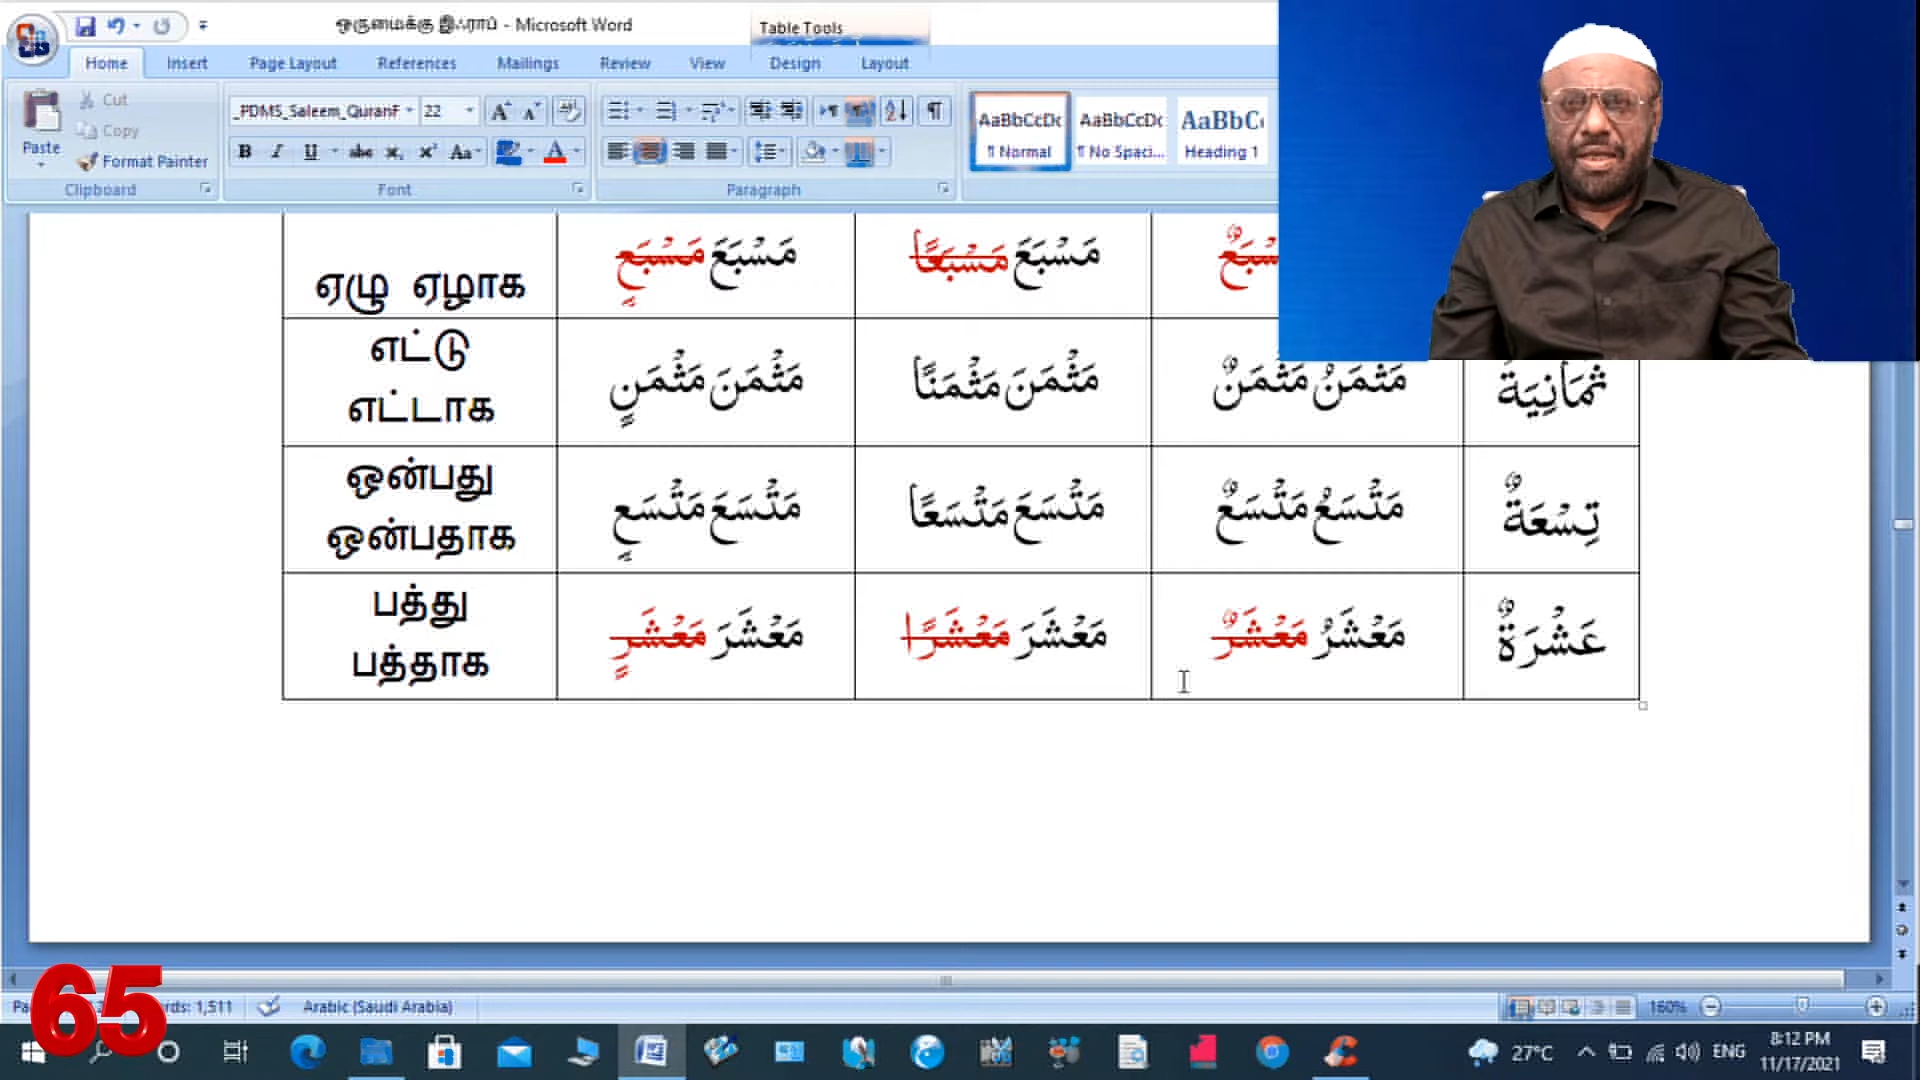 ஒருமைக்கு இஃராப் - Microsoft Word
Table Tools
Home Insert Page Layout References Mailings Review View Design Layout
Cut
Copy
Paste
Format Painter
Clipboard
_PDMS_Saleem_QuranF 22
Font
Paragraph
AaBbCcDc AaBbCcDc AaBbC
¶ Normal ¶ No Spaci... Heading 1
ஏழு ஏழாக مَسْبَعَ مَسْبَعٍ مَسْبَعَ مَسْبَعًا
எட்டு
எட்டாக مَثْمَنَ مَثْمَنٍ مَثْمَنَ مَثْمَنًا مَثْمَنُ مَثْمَنٌ ثَمَانِيَةٌ
ஒன்பது
ஒன்பதாக مَتْسَعَ مَتْسَعٍ مَتْسَعَ مَتْسَعًا مَتْسَعُ مَتْسَعٌ تِسْعَةٌ
பத்து
பத்தாக مَعْشَرَ مَعْشَرٍ مَعْشَرَ مَعْشَرًا مَعْشَرُ مَعْشَرٌ عَشْرَةٌ
65
1,511 Arabic (Saudi Arabia) 160%
27°C ENG
8:12 PM
11/17/2021